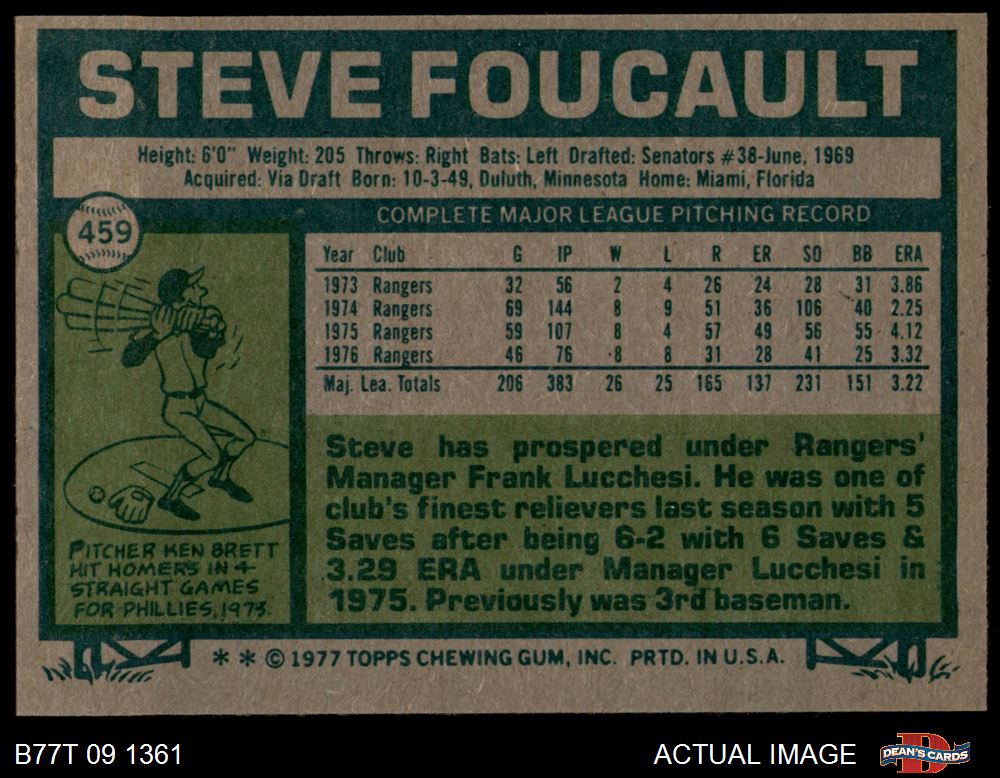 STEVE FOUCAULT
Height: 6'0" Weight: 205 Throws: Right Bats: Left Drafted: Senators #38-June, 1969
Acquired: Via Draft Born: 10-3-49, Duluth, Minnesota Home: Miami, Florida
459
COMPLETE MAJOR LEAGUE PITCHING RECORD
Year Club G IP W L R ER SO BB ERA
1973 Rangers 32 56 2 4 26 24 28 31 3.86
1974 Rangers 69 144 8 9 51 36 106 40 2.25
1975 Rangers 59 107 8 4 57 49 56 55 4.12
1976 Rangers 46 76 8 8 31 28 41 25 3.32
Maj. Lea. Totals 206 383 26 25 165 137 231 151 3.22
PITCHER KEN BRETT
HIT HOMERS IN 4
STRAIGHT GAMES
FOR PHILLIES, 1973.
Steve has prospered under Rangers'
Manager Frank Lucchesi. He was one of
club's finest relievers last season with 5
Saves after being 6-2 with 6 Saves &
3.29 ERA under Manager Lucchesi in
1975. Previously was 3rd baseman.
* * © 1977 TOPPS CHEWING GUM, INC. PRTD. IN U.S.A.
B77T 09 1361
ACTUAL IMAGE
DEAN'S CARDS